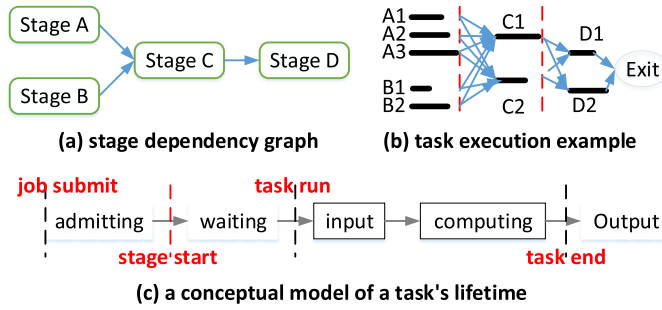 Stage A
Stage B
Stage C
Stage D
(a) stage dependency graph
A1
A2
A3
B1
B2
C1
C2
D1
D2
Exit
(b) task execution example
job submit
task run
admitting
waiting
input
computing
Output
stage start
task end
(c) a conceptual model of a task's lifetime